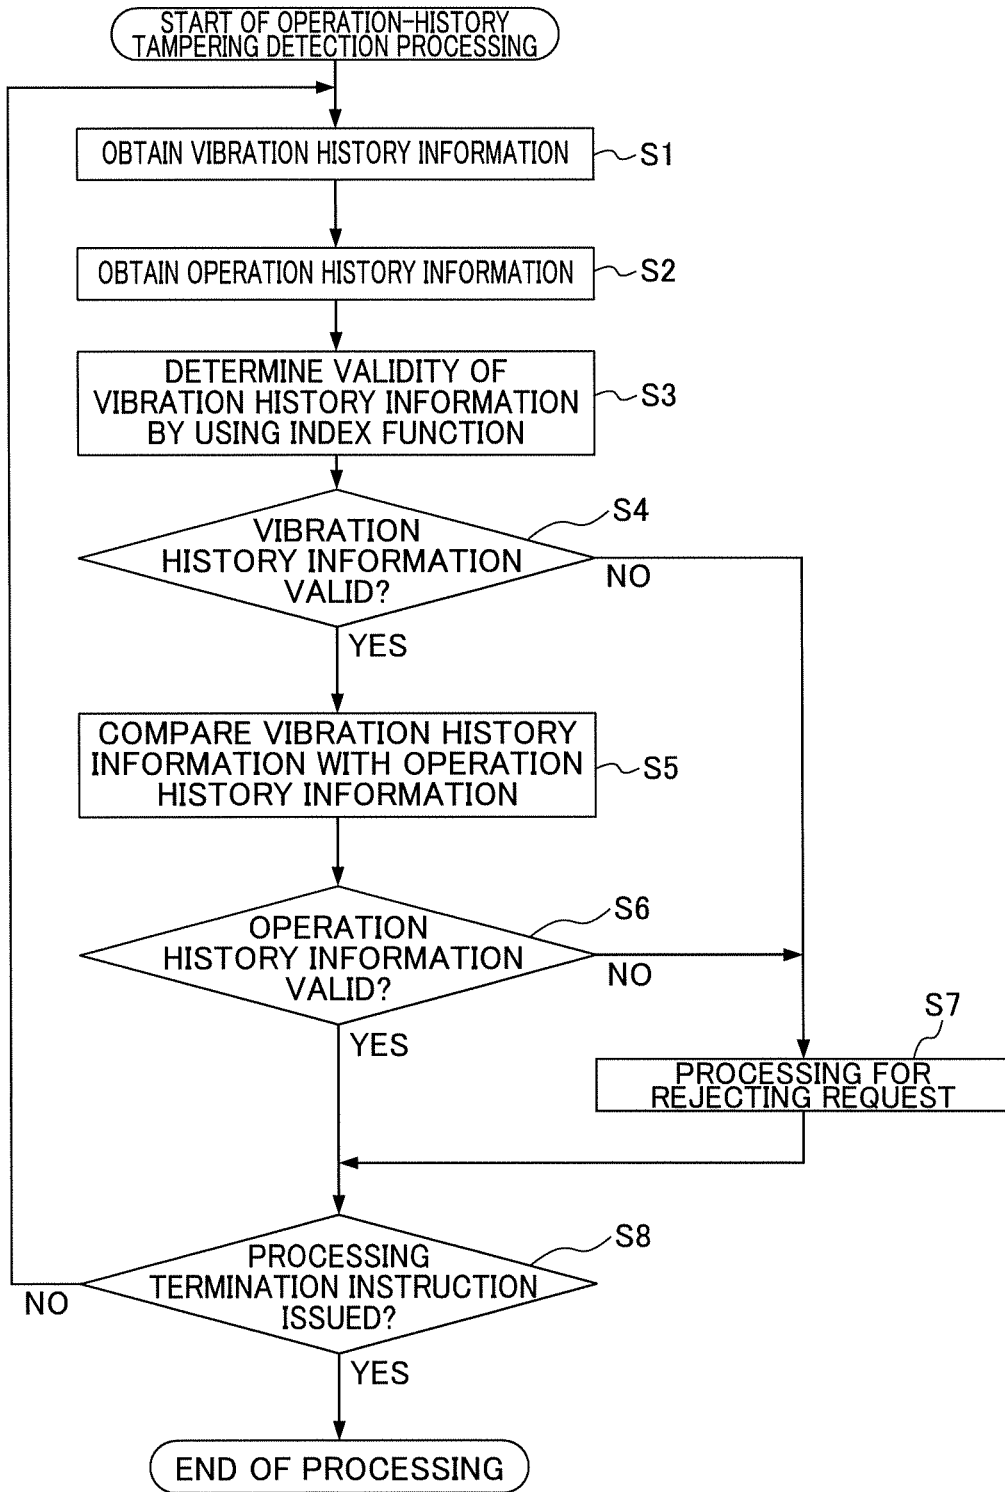 START OF OPERATION-HISTORY
TAMPERING DETECTION PROCESSING
OBTAIN VIBRATION HISTORY INFORMATION
S1
OBTAIN OPERATION HISTORY INFORMATION
S2
DETERMINE VALIDITY OF
VIBRATION HISTORY INFORMATION
BY USING INDEX FUNCTION
S3
S4
VIBRATION
HISTORY INFORMATION
VALID?
NO
YES
COMPARE VIBRATION HISTORY
INFORMATION WITH OPERATION
HISTORY INFORMATION
S5
S6
OPERATION
HISTORY INFORMATION
VALID?
NO
YES
S7
PROCESSING FOR
REJECTING REQUEST
S8
PROCESSING
TERMINATION INSTRUCTION
ISSUED?
NO
YES
END OF PROCESSING